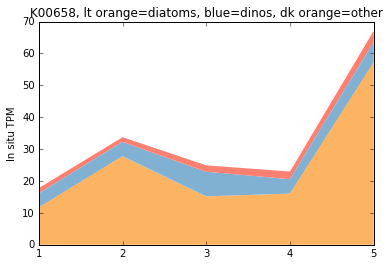 K00658, lt orange=diatoms, blue=dinos, dk orange=other
70
60
50
40
30
20
10
0
In situ TPM
1 2 3 4 5